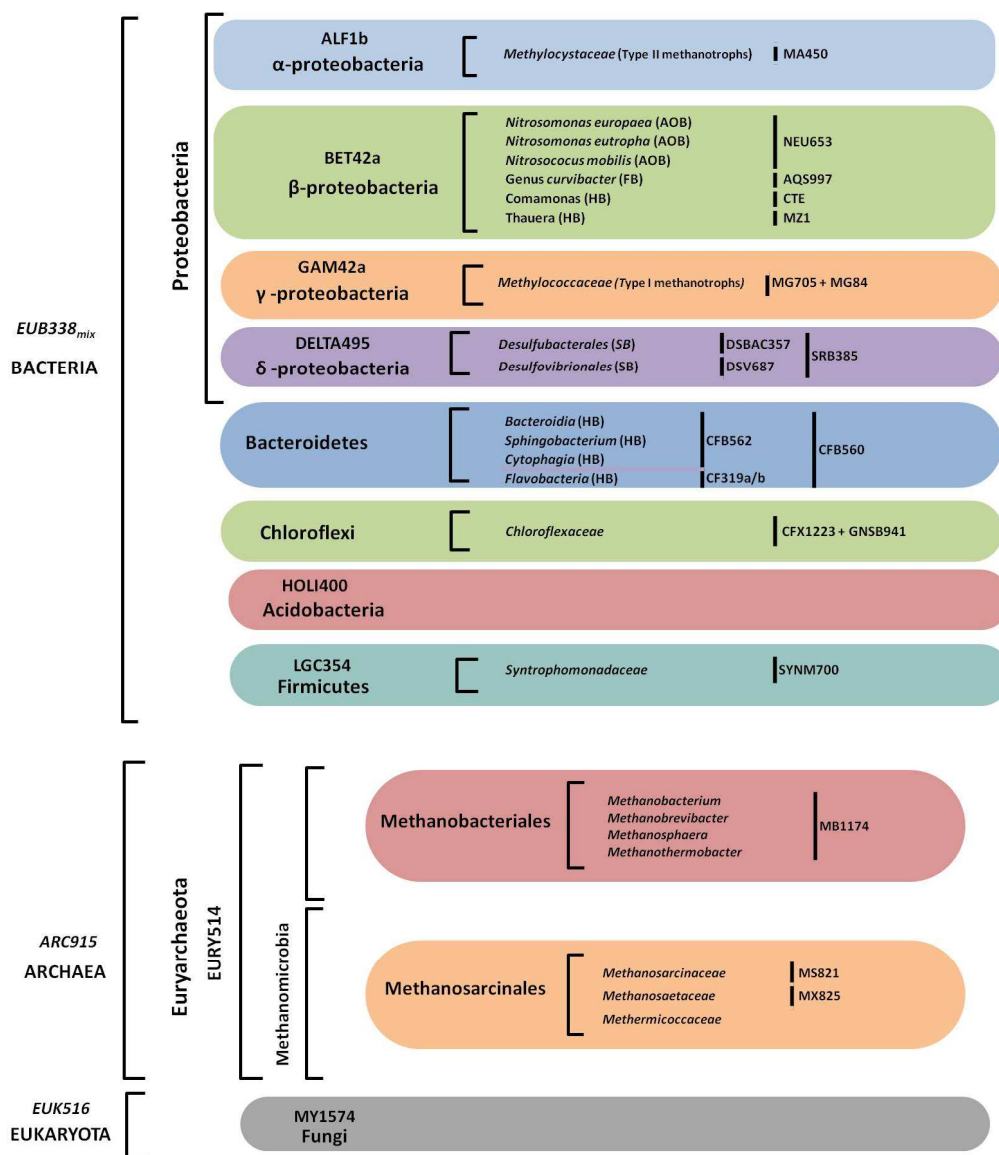 ALF1b
α-proteobacteria
Methylocystaceae (Type II methanotrophs)
MA450
Proteobacteria
BET42a
β-proteobacteria
Nitrosomonas europaea (AOB)
Nitrosomonas eutropha (AOB)
Nitrosococus mobilis (AOB)
NEU653
Genus curvibacter (FB)
AQS997
Comamonas (HB)
CTE
Thauera (HB)
MZ1
GAM42a
γ -proteobacteria
Methylococcaceae (Type I methanotrophs)
MG705 + MG84
EUB338mix
BACTERIA
DELTA495
δ -proteobacteria
Desulfubacterales (SB)
DSBAC357
Desulfovibrionales (SB)
DSV687
SRB385
Bacteroidetes
Bacteroidia (HB)
Sphingobacterium (HB)
Cytophagia (HB)
CFB562
Flavobacteria (HB)
CF319a/b
CFB560
Chloroflexi
Chloroflexaceae
CFX1223 + GNSB941
HOLI400
Acidobacteria
LGC354
Firmicutes
Syntrophomonadaceae
SYNM700
ARC915
ARCHAEA
Euryarchaeota
EURY514
Methanobacteriales
Methanobacterium
Methanobrevibacter
Methanosphaera
Methanothermobacter
MB1174
Methanomicrobia
Methanosarcinales
Methanosarcinaceae
MS821
Methanosaetaceae
MX825
Methermicoccaceae
EUK516
EUKARYOTA
MY1574
Fungi